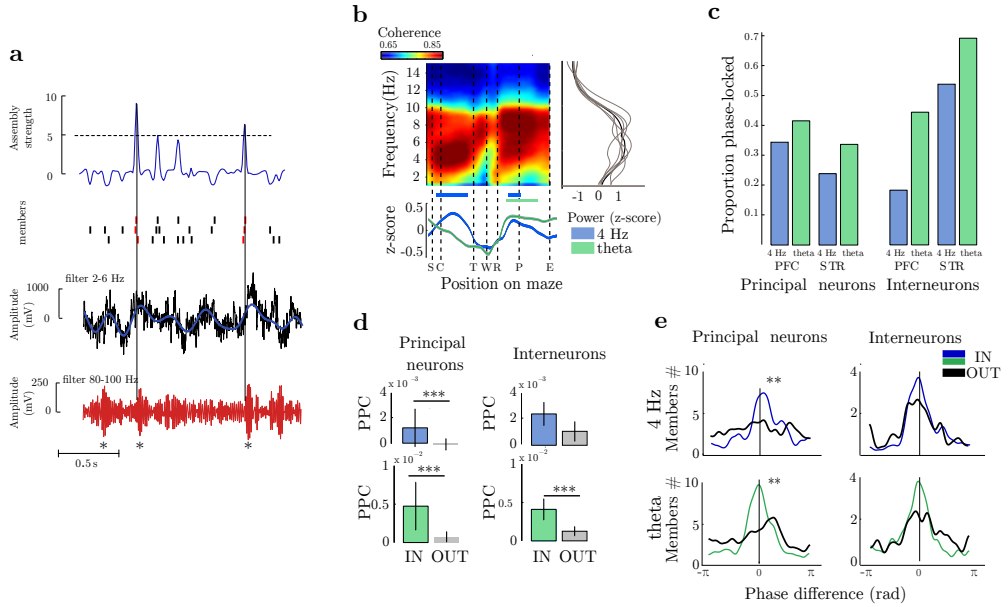 a
Assembly
strength
10
5
0
members
filter 2-6 Hz
Amplitude
(mV)
1000
0
filter 80-100 Hz
Amplitude
(mV)
250
0
* * *
0.5 s
b
Coherence
0.65 0.85
Frequency(Hz)
14
12
10
8
6
4
2
-1 1
z-score
0.5
0
-0.5
S C T W R P E
Position on maze
Power (z-score)
4 Hz
theta
c
Proportion phase-locked
0.7
0.6
0.5
0.4
0.3
0.2
0.1
4 Hz theta 4 Hz theta 4 Hz theta 4 Hz theta
PFC STR PFC STR
Principal neurons Interneurons
d
Principal
neurons
Interneurons
x 10⁻³
PPC
4
2
0
***
PPC
4
2
0
x 10⁻²
PPC
1
0.5
0
***
IN OUT
PPC
1
0.5
0
***
IN OUT
e
Principal neurons
Interneurons
IN
OUT
4 Hz
Members #
10
5
0
**
4
2
0
theta
Members #
10
5
0
**
4
2
0
-π 0 π
-π 0 π
Phase difference (rad)